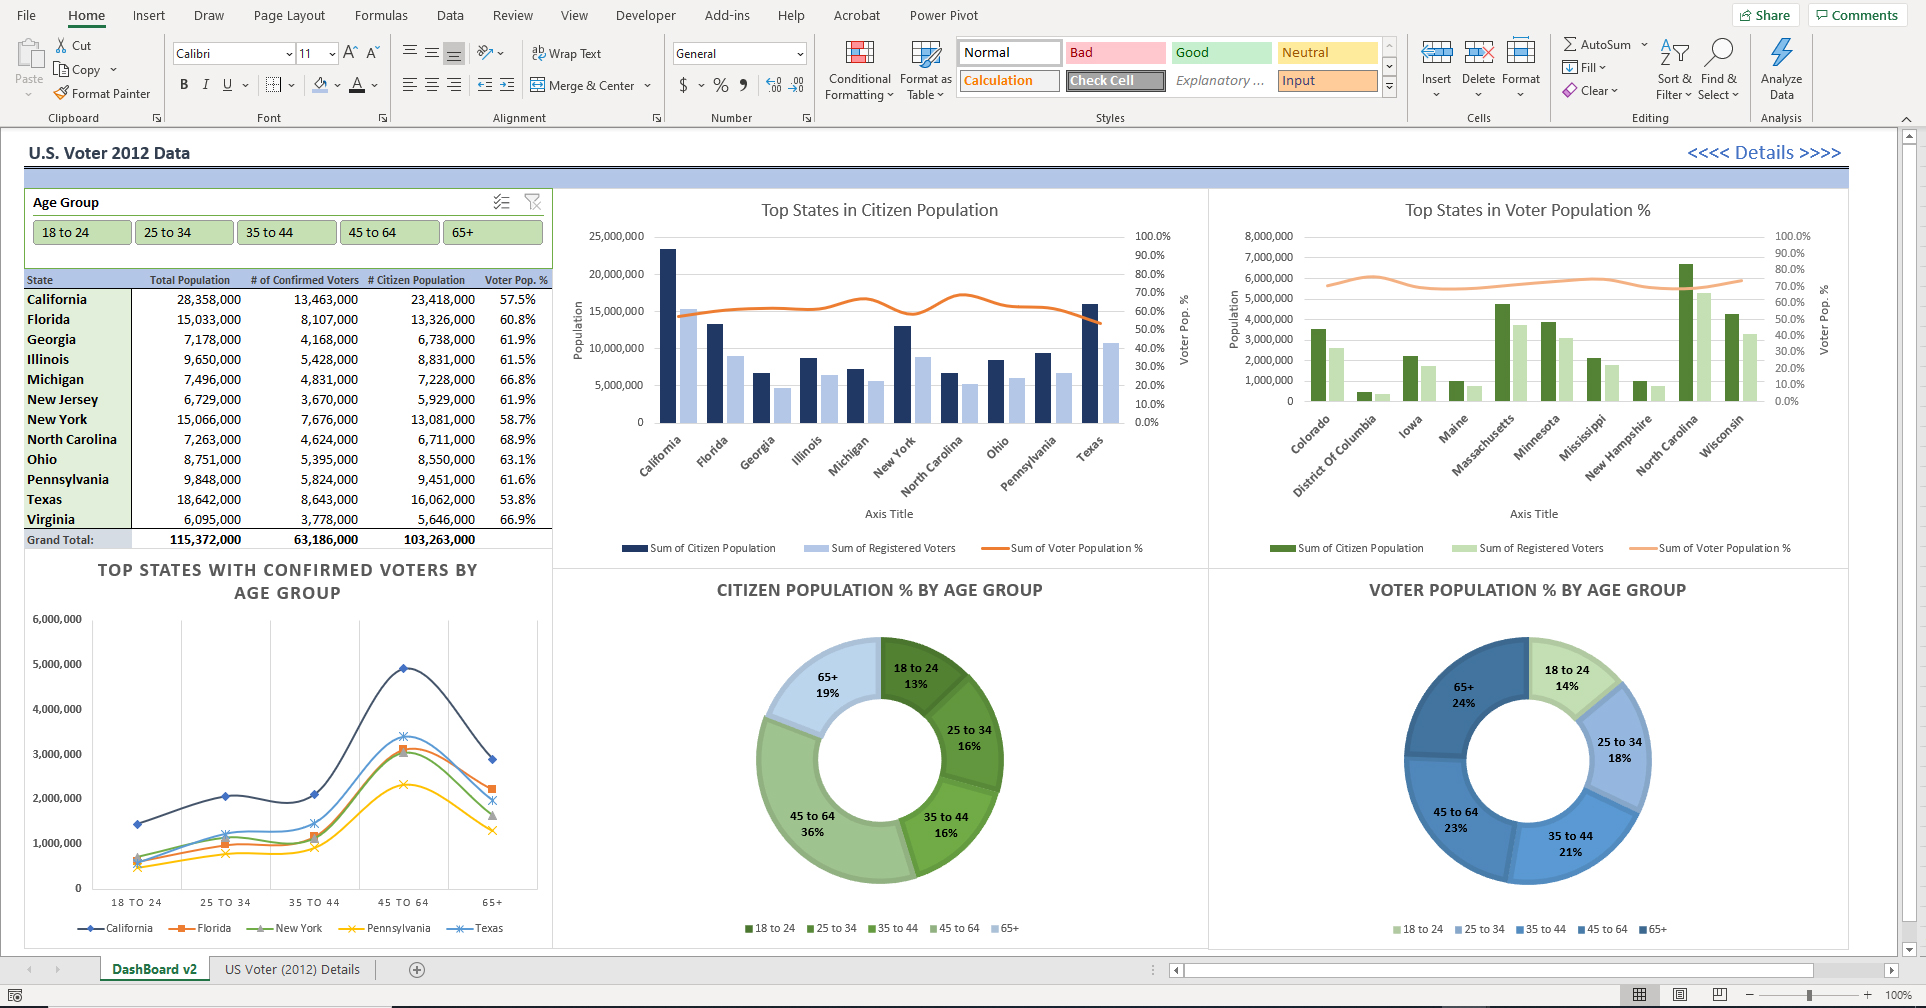 File Home Insert Draw Page Layout Formulas Data Review View Developer Add-ins Help Acrobat Power Pivot Share Comments
Paste Cut Copy Format Painter Clipboard
Calibri 11 B I U A Font
Wrap Text Merge & Center Alignment
General $ % Number
Conditional Formatting Format as Table
Normal Bad Good Neutral
Calculation Check Cell Explanatory ... Input
Styles
Insert Delete Format Cells
AutoSum Fill Clear Sort & Filter Find & Select Editing
Analyze Data Analysis
U.S. Voter 2012 Data
<<<< Details >>>>
Age Group
18 to 24 25 to 34 35 to 44 45 to 64 65+
State Total Population # of Confirmed Voters # Citizen Population Voter Pop. %
California 28,358,000 13,463,000 23,418,000 57.5%
Florida 15,033,000 8,107,000 13,326,000 60.8%
Georgia 7,178,000 4,168,000 6,738,000 61.9%
Illinois 9,650,000 5,428,000 8,831,000 61.5%
Michigan 7,496,000 4,831,000 7,228,000 66.8%
New Jersey 6,729,000 3,670,000 5,929,000 61.9%
New York 15,066,000 7,676,000 13,081,000 58.7%
North Carolina 7,263,000 4,624,000 6,711,000 68.9%
Ohio 8,751,000 5,395,000 8,550,000 63.1%
Pennsylvania 9,848,000 5,824,000 9,451,000 61.6%
Texas 18,642,000 8,643,000 16,062,000 53.8%
Virginia 6,095,000 3,778,000 5,646,000 66.9%
Grand Total: 115,372,000 63,186,000 103,263,000
Top States in Citizen Population
25,000,000
20,000,000
15,000,000
10,000,000
5,000,000
0
Population
100.0%
90.0%
80.0%
70.0%
60.0%
50.0%
40.0%
30.0%
20.0%
10.0%
0.0%
Voter Pop. %
California Florida Georgia Illinois Michigan New York North Carolina Ohio Pennsylvania Texas
Axis Title
Sum of Citizen Population Sum of Registered Voters Sum of Voter Population %
Top States in Voter Population %
8,000,000
7,000,000
6,000,000
5,000,000
4,000,000
3,000,000
2,000,000
1,000,000
0
Population
100.0%
90.0%
80.0%
70.0%
60.0%
50.0%
40.0%
30.0%
20.0%
10.0%
0.0%
Voter Pop. %
Colorado District Of Columbia Iowa Maine Massachusetts Minnesota Mississippi New Hampshire North Carolina Wisconsin
Axis Title
Sum of Citizen Population Sum of Registered Voters Sum of Voter Population %
TOP STATES WITH CONFIRMED VOTERS BY
AGE GROUP
6,000,000
5,000,000
4,000,000
3,000,000
2,000,000
1,000,000
0
18 TO 24 25 TO 34 35 TO 44 45 TO 64 65+
California Florida New York Pennsylvania Texas
CITIZEN POPULATION % BY AGE GROUP
18 to 24
13%
25 to 34
16%
35 to 44
16%
45 to 64
36%
65+
19%
18 to 24 25 to 34 35 to 44 45 to 64 65+
VOTER POPULATION % BY AGE GROUP
18 to 24
14%
25 to 34
18%
35 to 44
21%
45 to 64
23%
65+
24%
18 to 24 25 to 34 35 to 44 45 to 64 65+
DashBoard v2 US Voter (2012) Details
100%